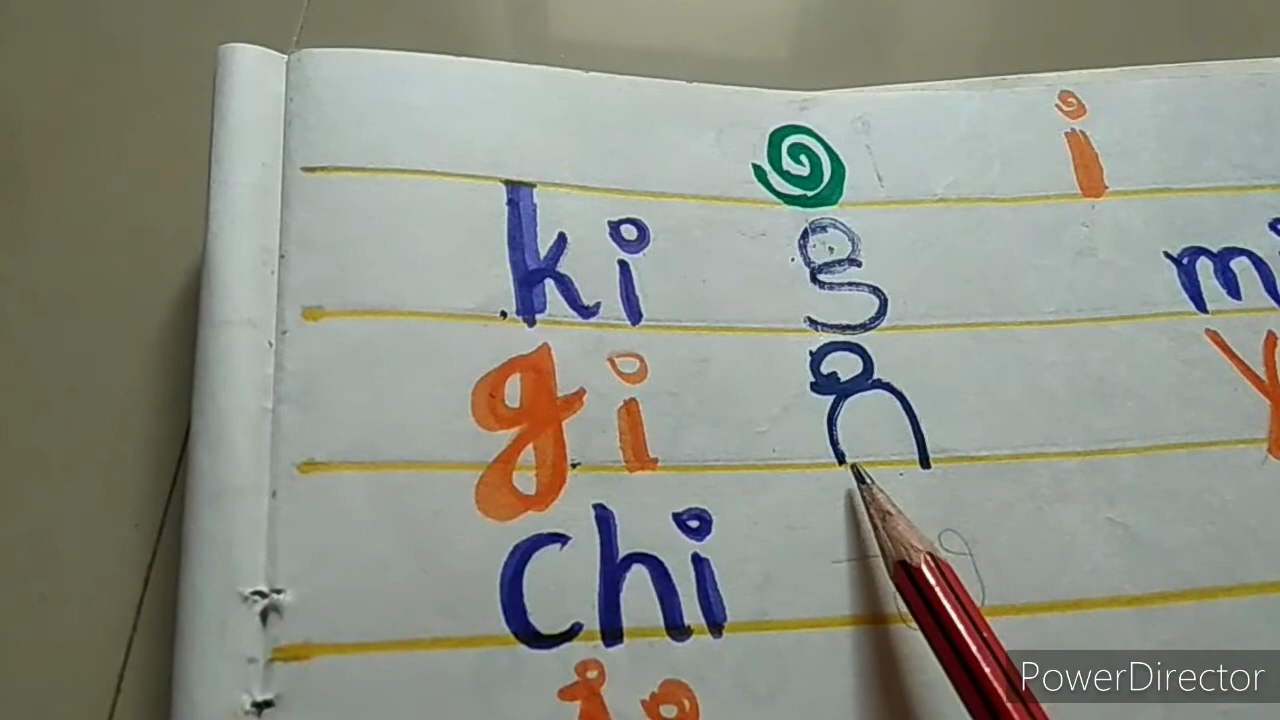 ి i
ki కి
gi గి
chi
PowerDirector